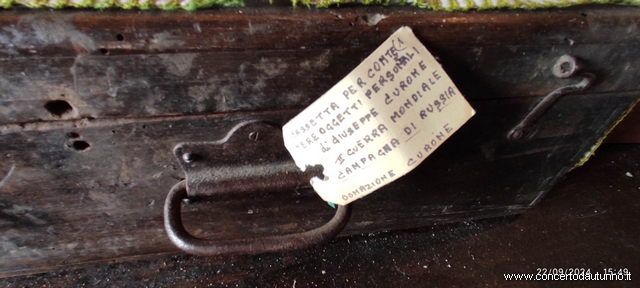 CASSETTA PER CONTE
NERE OGGETTI PERSONALI
di GIUSEPPE CURONE
II GUERRA MONDIALE
CAMPAGNA DI RUSSIA
DONAZIONE CURONE
22/09/2024 15:49
www.concertodautunno.it